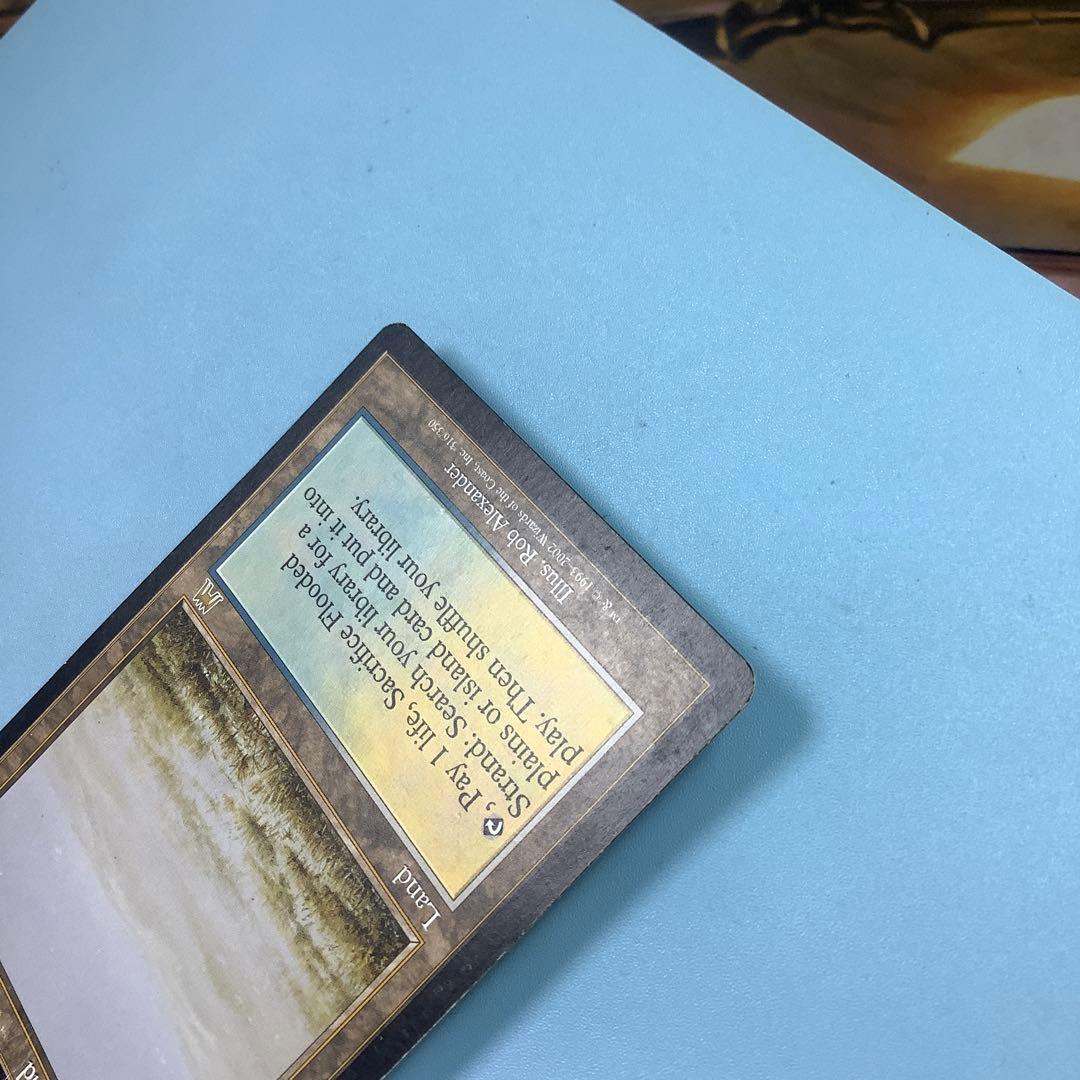 Land
, Pay 1 life, Sacrifice Flooded
Strand: Search your library for a
plains or island card and put it into
play. Then shuffle your library.
Illus. Rob Alexander
™ & © 1993-2002 Wizards of the Coast, Inc. 316/350